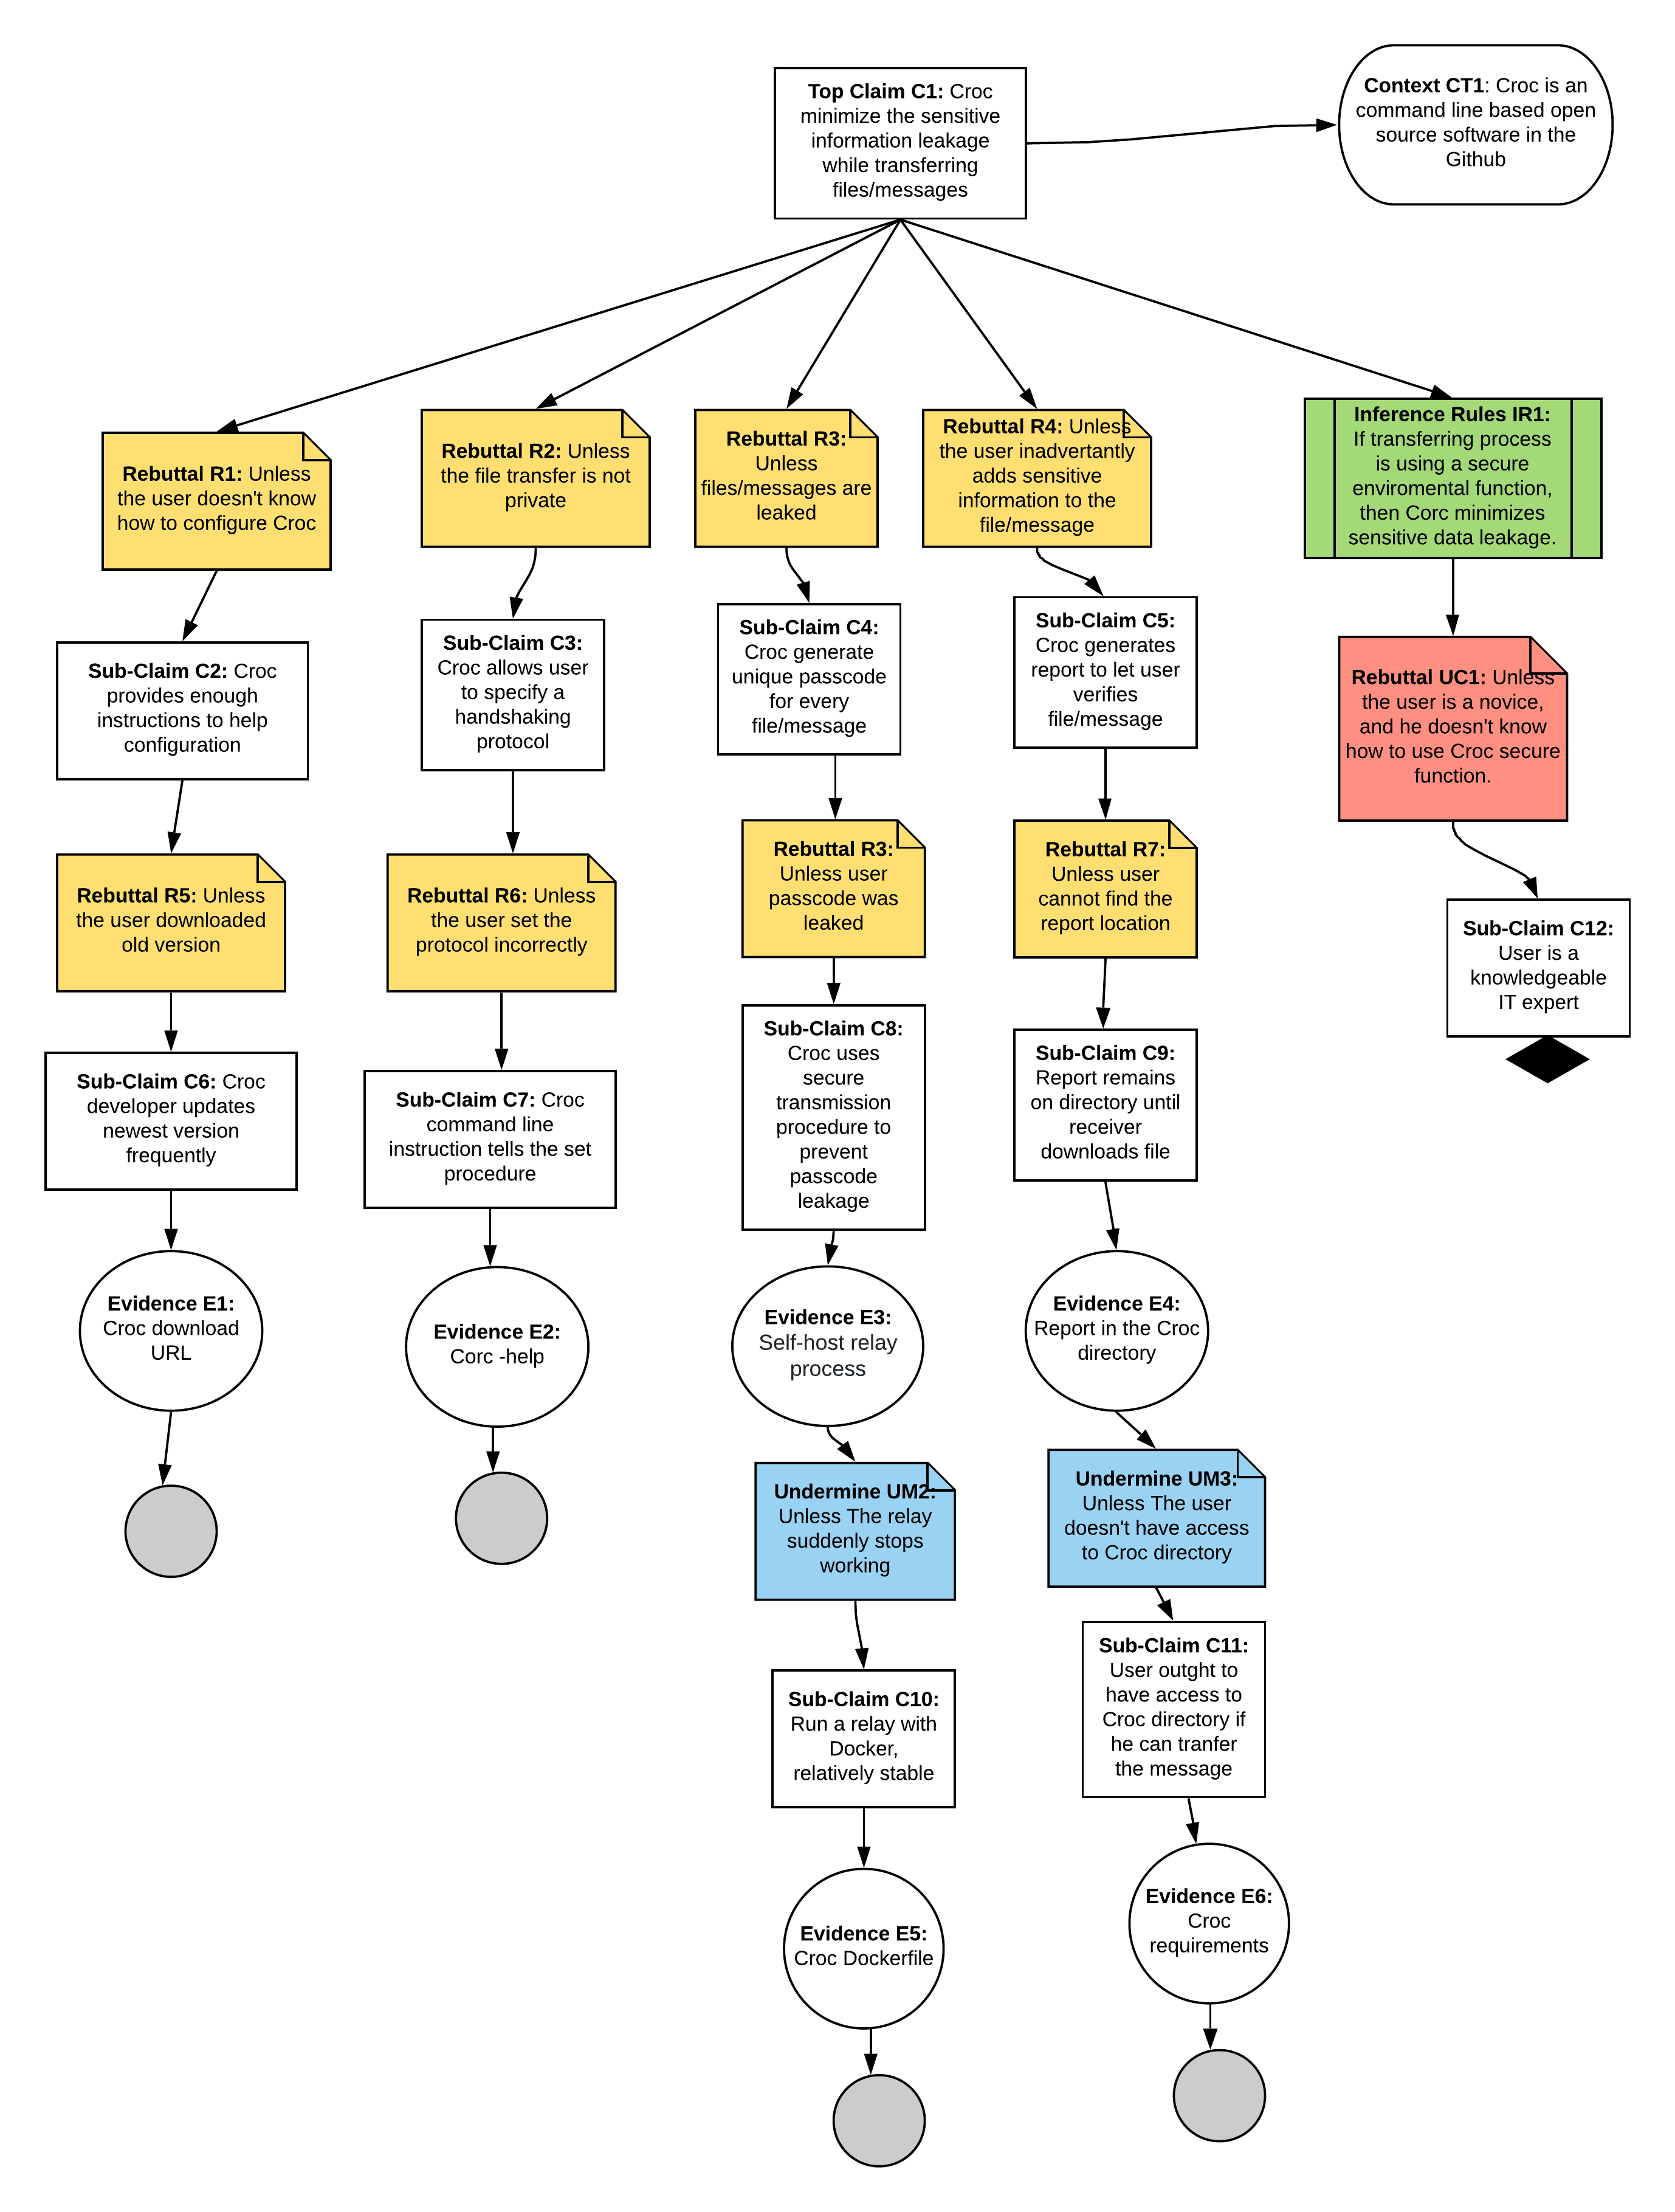 Top Claim C1: Croc
minimize the sensitive
information leakage
while transferring
files/messages
Context CT1: Croc is an
command line based open
source software in the
Github
Rebuttal R1: Unless
the user doesn't know
how to configure Croc
Rebuttal R2: Unless
the file transfer is not
private
Rebuttal R3:
Unless
files/messages are
leaked
Rebuttal R4: Unless
the user inadvertantly
adds sensitive
information to the
file/message
Inference Rules IR1:
If transferring process
is using a secure
enviromental function,
then Corc minimizes
sensitive data leakage.
Sub-Claim C2: Croc
provides enough
instructions to help
configuration
Sub-Claim C3:
Croc allows user
to specify a
handshaking
protocol
Sub-Claim C4:
Croc generate
unique passcode
for every
file/message
Sub-Claim C5:
Croc generates
report to let user
verifies
file/message
Rebuttal UC1: Unless
the user is a novice,
and he doesn't know
how to use Croc secure
function.
Rebuttal R5: Unless
the user downloaded
old version
Rebuttal R6: Unless
the user set the
protocol incorrectly
Rebuttal R3:
Unless user
passcode was
leaked
Rebuttal R7:
Unless user
cannot find the
report location
Sub-Claim C12:
User is a
knowledgeable
IT expert
Sub-Claim C6: Croc
developer updates
newest version
frequently
Sub-Claim C7: Croc
command line
instruction tells the set
procedure
Sub-Claim C8:
Croc uses
secure
transmission
procedure to
prevent
passcode
leakage
Sub-Claim C9:
Report remains
on directory until
receiver
downloads file
Evidence E1:
Croc download
URL
Evidence E2:
Corc -help
Evidence E3:
Self-host relay
process
Evidence E4:
Report in the Croc
directory
Undermine UM2:
Unless The relay
suddenly stops
working
Undermine UM3:
Unless The user
doesn't have access
to Croc directory
Sub-Claim C10:
Run a relay with
Docker,
relatively stable
Sub-Claim C11:
User outght to
have access to
Croc directory if
he can tranfer
the message
Evidence E5:
Croc Dockerfile
Evidence E6:
Croc
requirements